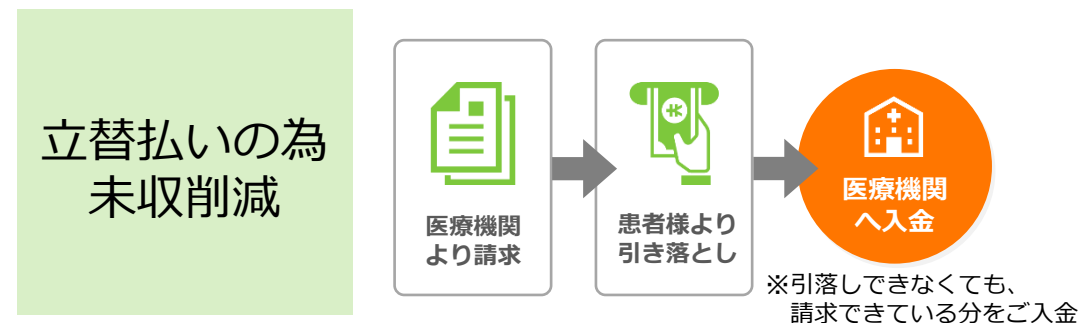 立替払いの為
未収削減
医療機関
より請求
患者様より
引き落とし
医療機関
へ入金
※引落しできなくても、
請求できている分をご入金